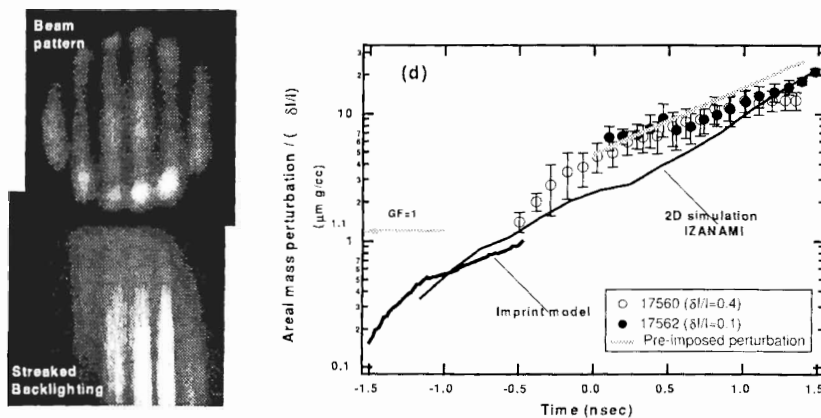 Beam
pattern
Streaked
Backlighting
(d)
Areal mass perturbation / ( δI/I)
(µm g/cc)
10
1.1
1
0.1
GF=1
2D simulation
IZANAMI
Imprint model
17560 (δI/I=0.4)
17562 (δI/I=0.1)
Pre-imposed perturbation
-1.5 -1.0 -0.5 0.0 0.5 1.0 1.5
Time (nsec)